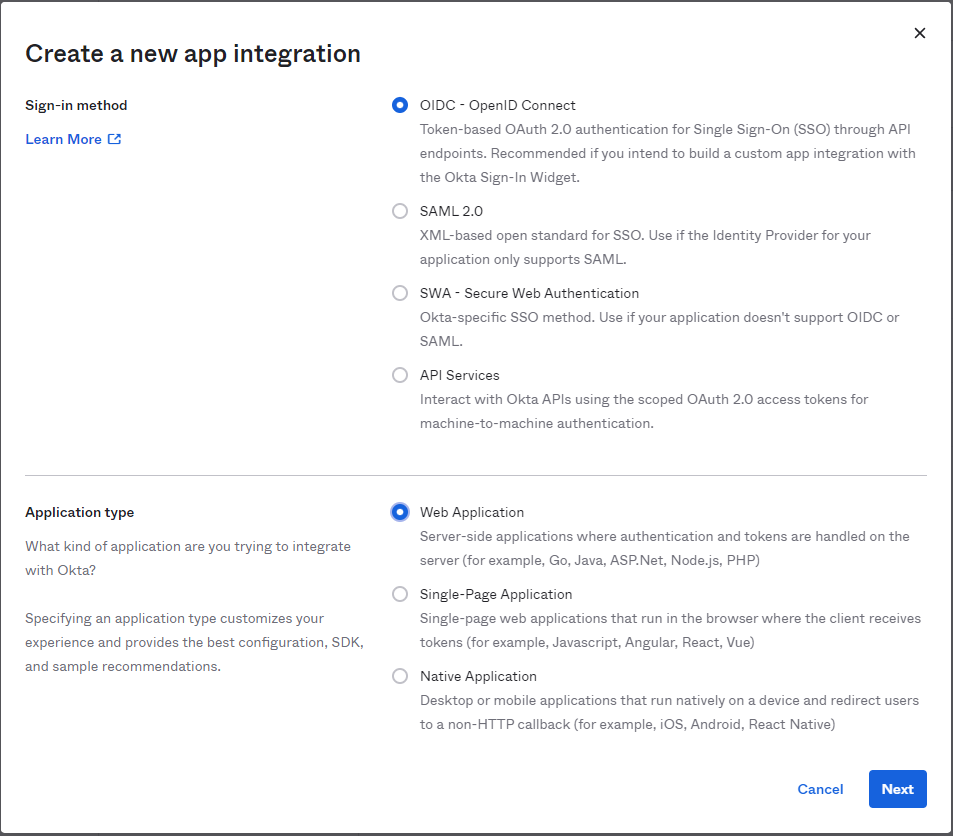 Create a new app integration
Sign-in method
Learn More
OIDC - OpenID Connect
Token-based OAuth 2.0 authentication for Single Sign-On (SSO) through API
endpoints. Recommended if you intend to build a custom app integration with
the Okta Sign-In Widget.
SAML 2.0
XML-based open standard for SSO. Use if the Identity Provider for your
application only supports SAML.
SWA - Secure Web Authentication
Okta-specific SSO method. Use if your application doesn't support OIDC or
SAML.
API Services
Interact with Okta APIs using the scoped OAuth 2.0 access tokens for
machine-to-machine authentication.
Application type
What kind of application are you trying to integrate
with Okta?
Specifying an application type customizes your
experience and provides the best configuration, SDK,
and sample recommendations.
Web Application
Server-side applications where authentication and tokens are handled on the
server (for example, Go, Java, ASP.Net, Node.js, PHP)
Single-Page Application
Single-page web applications that run in the browser where the client receives
tokens (for example, Javascript, Angular, React, Vue)
Native Application
Desktop or mobile applications that run natively on a device and redirect users
to a non-HTTP callback (for example, iOS, Android, React Native)
Cancel
Next